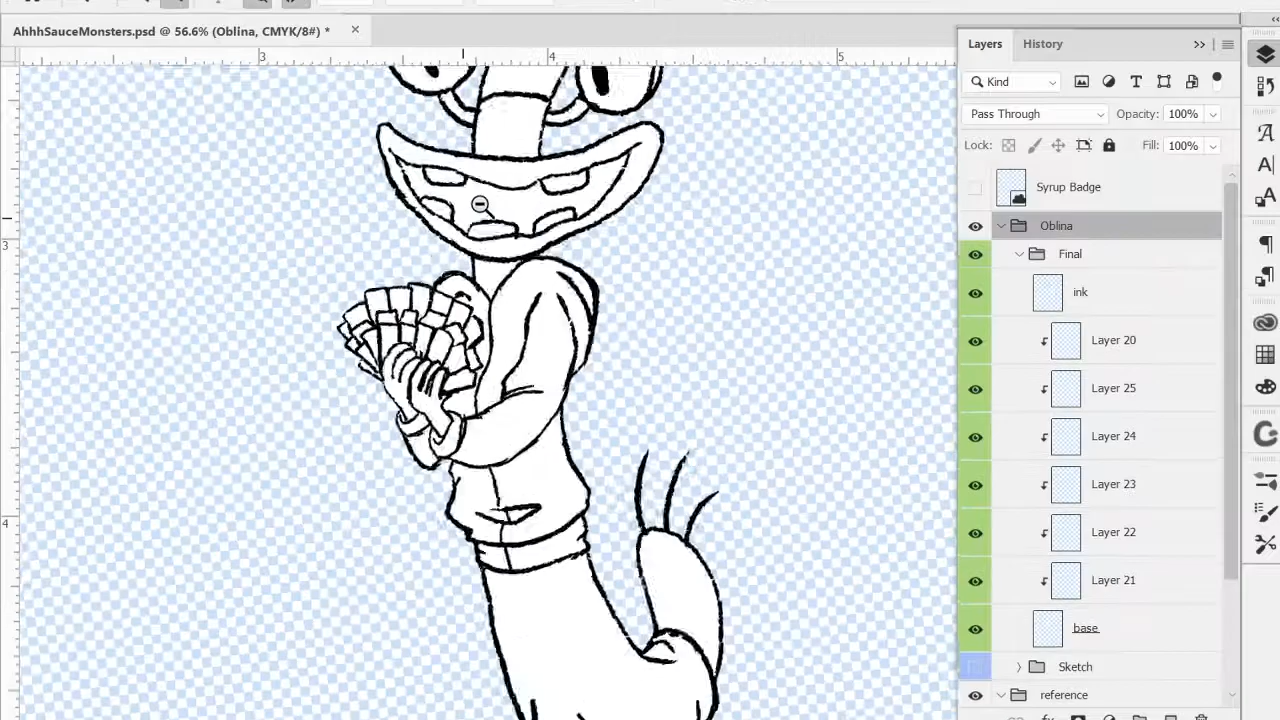 AhhhSauceMonsters.psd @ 56.6% (Oblina, CMYK/8#) *
3
4
5
3
4
Layers
History
Kind
Pass Through
Opacity: 100%
Lock:
Fill: 100%
Syrup Badge
Oblina
Final
ink
Layer 20
Layer 25
Layer 24
Layer 23
Layer 22
Layer 21
base
Sketch
reference